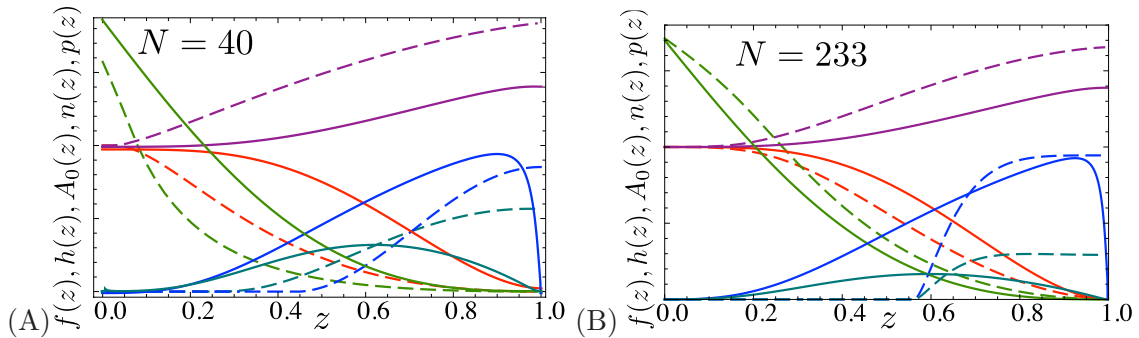 f(z), h(z), A₀(z), n(z), p(z)
N = 40
0.0 0.2 0.4 0.6 0.8 1.0
z
(A)
f(z), h(z), A₀(z), n(z), p(z)
N = 233
0.0 0.2 0.4 0.6 0.8 1.0
z
(B)